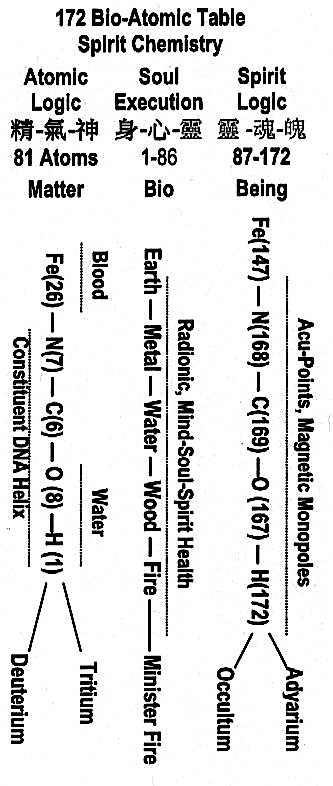 172 Bio-Atomic Table
Spirit Chemistry
Atomic Soul Spirit
Logic Execution Logic
精-氣-神 身-心-靈 靈-魂-魄
81 Atoms 1-86 87-172
Matter Bio Being
Acu-Points, Magnetic Monopoles
Fe(147) — N(168) — C(169) —O (167) — H(172)
Adyarium
Occultum
Radionic, Mind-Soul-Spirit Health
Earth — Metal — Water — Wood — Fire —— Minister Fire
Blood Water
Fe(26) — N(7) — C(6) — O (8) —H (1)
Constituent DNA Helix
Tritium
Deuterium